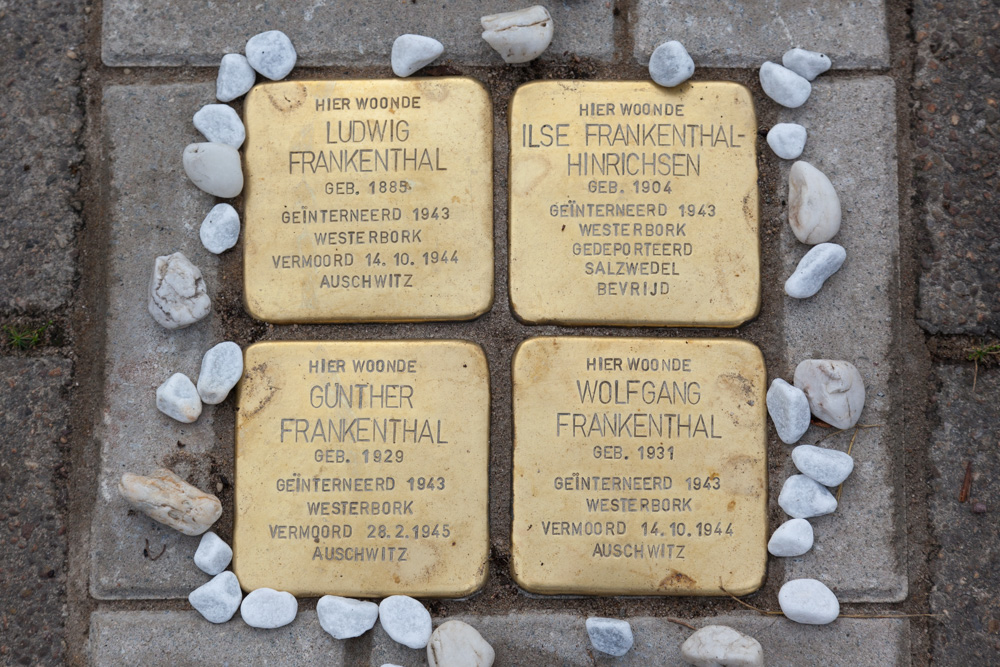 HIER WOONDE
LUDWIG
FRANKENTHAL
GEB. 1885
GEÏNTERNEERD 1943
WESTERBORK
VERMOORD 14.10.1944
AUSCHWITZ
HIER WOONDE
ILSE FRANKENTHAL-
HINRICHSEN
GEB. 1904
GEÏNTERNEERD 1943
WESTERBORK
GEDEPORTEERD
SALZWEDEL
BEVRIJD
HIER WOONDE
GÜNTHER
FRANKENTHAL
GEB. 1929
GEÏNTERNEERD 1943
WESTERBORK
VERMOORD 28.2.1945
AUSCHWITZ
HIER WOONDE
WOLFGANG
FRANKENTHAL
GEB. 1931
GEÏNTERNEERD 1943
WESTERBORK
VERMOORD 14.10.1944
AUSCHWITZ